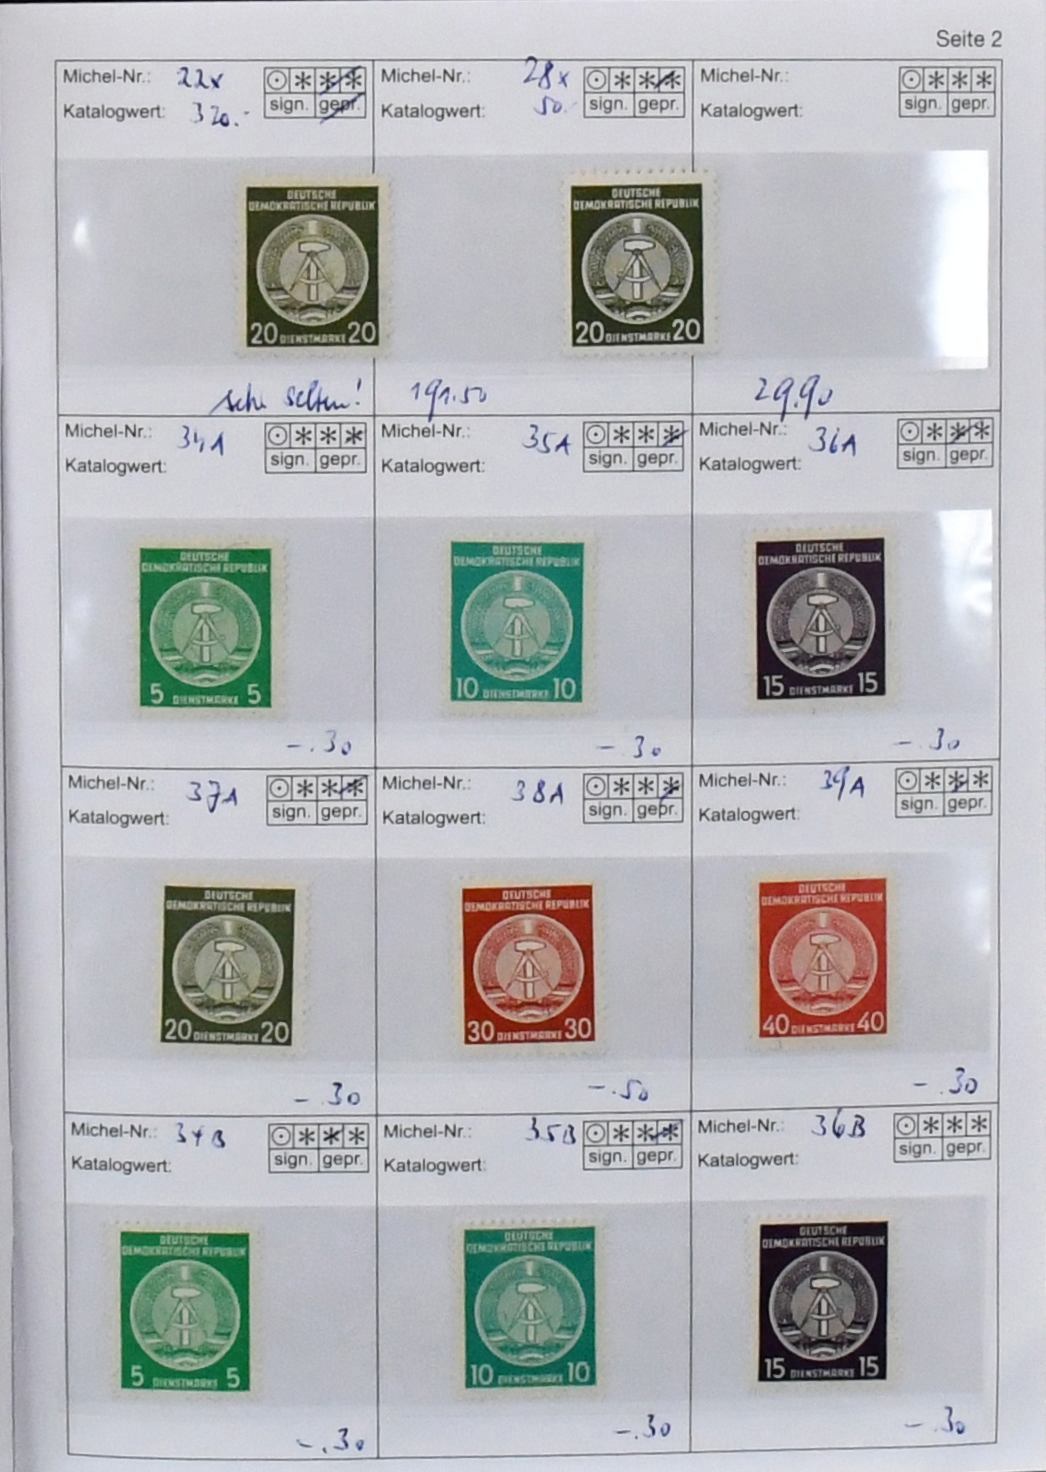 Seite 2
Michel-Nr.: 22x
Katalogwert: 320.-
sign. gepr.
Michel-Nr.: 28x
Katalogwert: 50.-
sign. gepr.
Michel-Nr.:
Katalogwert:
sign. gepr.
DEUTSCHE
DEMOKRATISCHE REPUBLIK
20 DIENSTMARKE 20
DEUTSCHE
DEMOKRATISCHE REPUBLIK
20 DIENSTMARKE 20
sehr selten! 191.50 29.90
Michel-Nr.: 34A
Katalogwert:
sign. gepr.
Michel-Nr.: 35A
Katalogwert:
sign. gepr.
Michel-Nr.: 36A
Katalogwert:
sign. gepr.
DEUTSCHE
DEMOKRATISCHE REPUBLIK
5 DIENSTMARKE 5
DEUTSCHE
DEMOKRATISCHE REPUBLIK
10 DIENSTMARKE 10
DEUTSCHE
DEMOKRATISCHE REPUBLIK
15 DIENSTMARKE 15
-.30 -.30 -.30
Michel-Nr.: 37A
Katalogwert:
sign. gepr.
Michel-Nr.: 38A
Katalogwert:
sign. gepr.
Michel-Nr.: 39A
Katalogwert:
sign. gepr.
DEUTSCHE
DEMOKRATISCHE REPUBLIK
20 DIENSTMARKE 20
DEUTSCHE
DEMOKRATISCHE REPUBLIK
30 DIENSTMARKE 30
DEUTSCHE
DEMOKRATISCHE REPUBLIK
40 DIENSTMARKE 40
-.30 -.50 -.30
Michel-Nr.: 34B
Katalogwert:
sign. gepr.
Michel-Nr.: 35B
Katalogwert:
sign. gepr.
Michel-Nr.: 36B
Katalogwert:
sign. gepr.
DEUTSCHE
DEMOKRATISCHE REPUBLIK
5 DIENSTMARKE 5
DEUTSCHE
DEMOKRATISCHE REPUBLIK
10 DIENSTMARKE 10
DEUTSCHE
DEMOKRATISCHE REPUBLIK
15 DIENSTMARKE 15
-.30 -.30 -.30